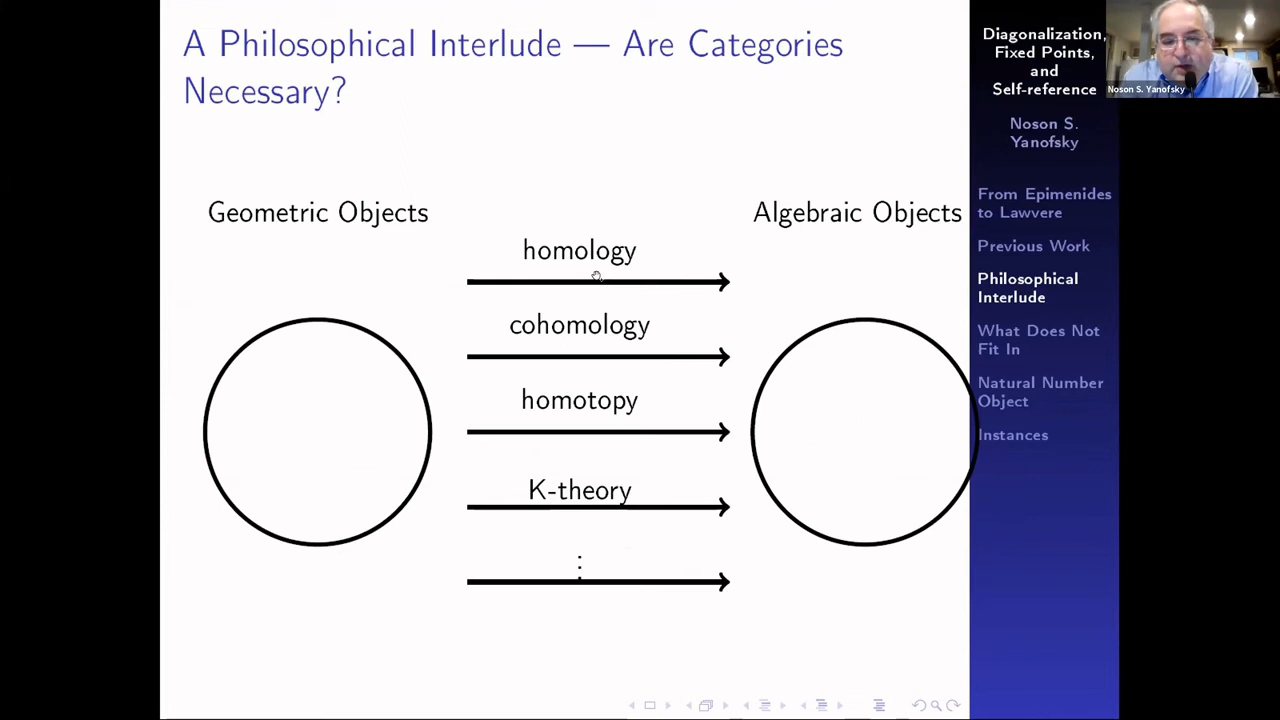 A Philosophical Interlude — Are Categories
Necessary?
Geometric Objects
Algebraic Objects
homology
cohomology
homotopy
K-theory
⋮
Diagonalization,
Fixed Points,
and
Self-reference
Noson S.
Yanofsky
From Epimenides
to Lawvere
Previous Work
Philosophical
Interlude
What Does Not
Fit In
Natural Number
Object
Instances
Noson S. Yanofsky